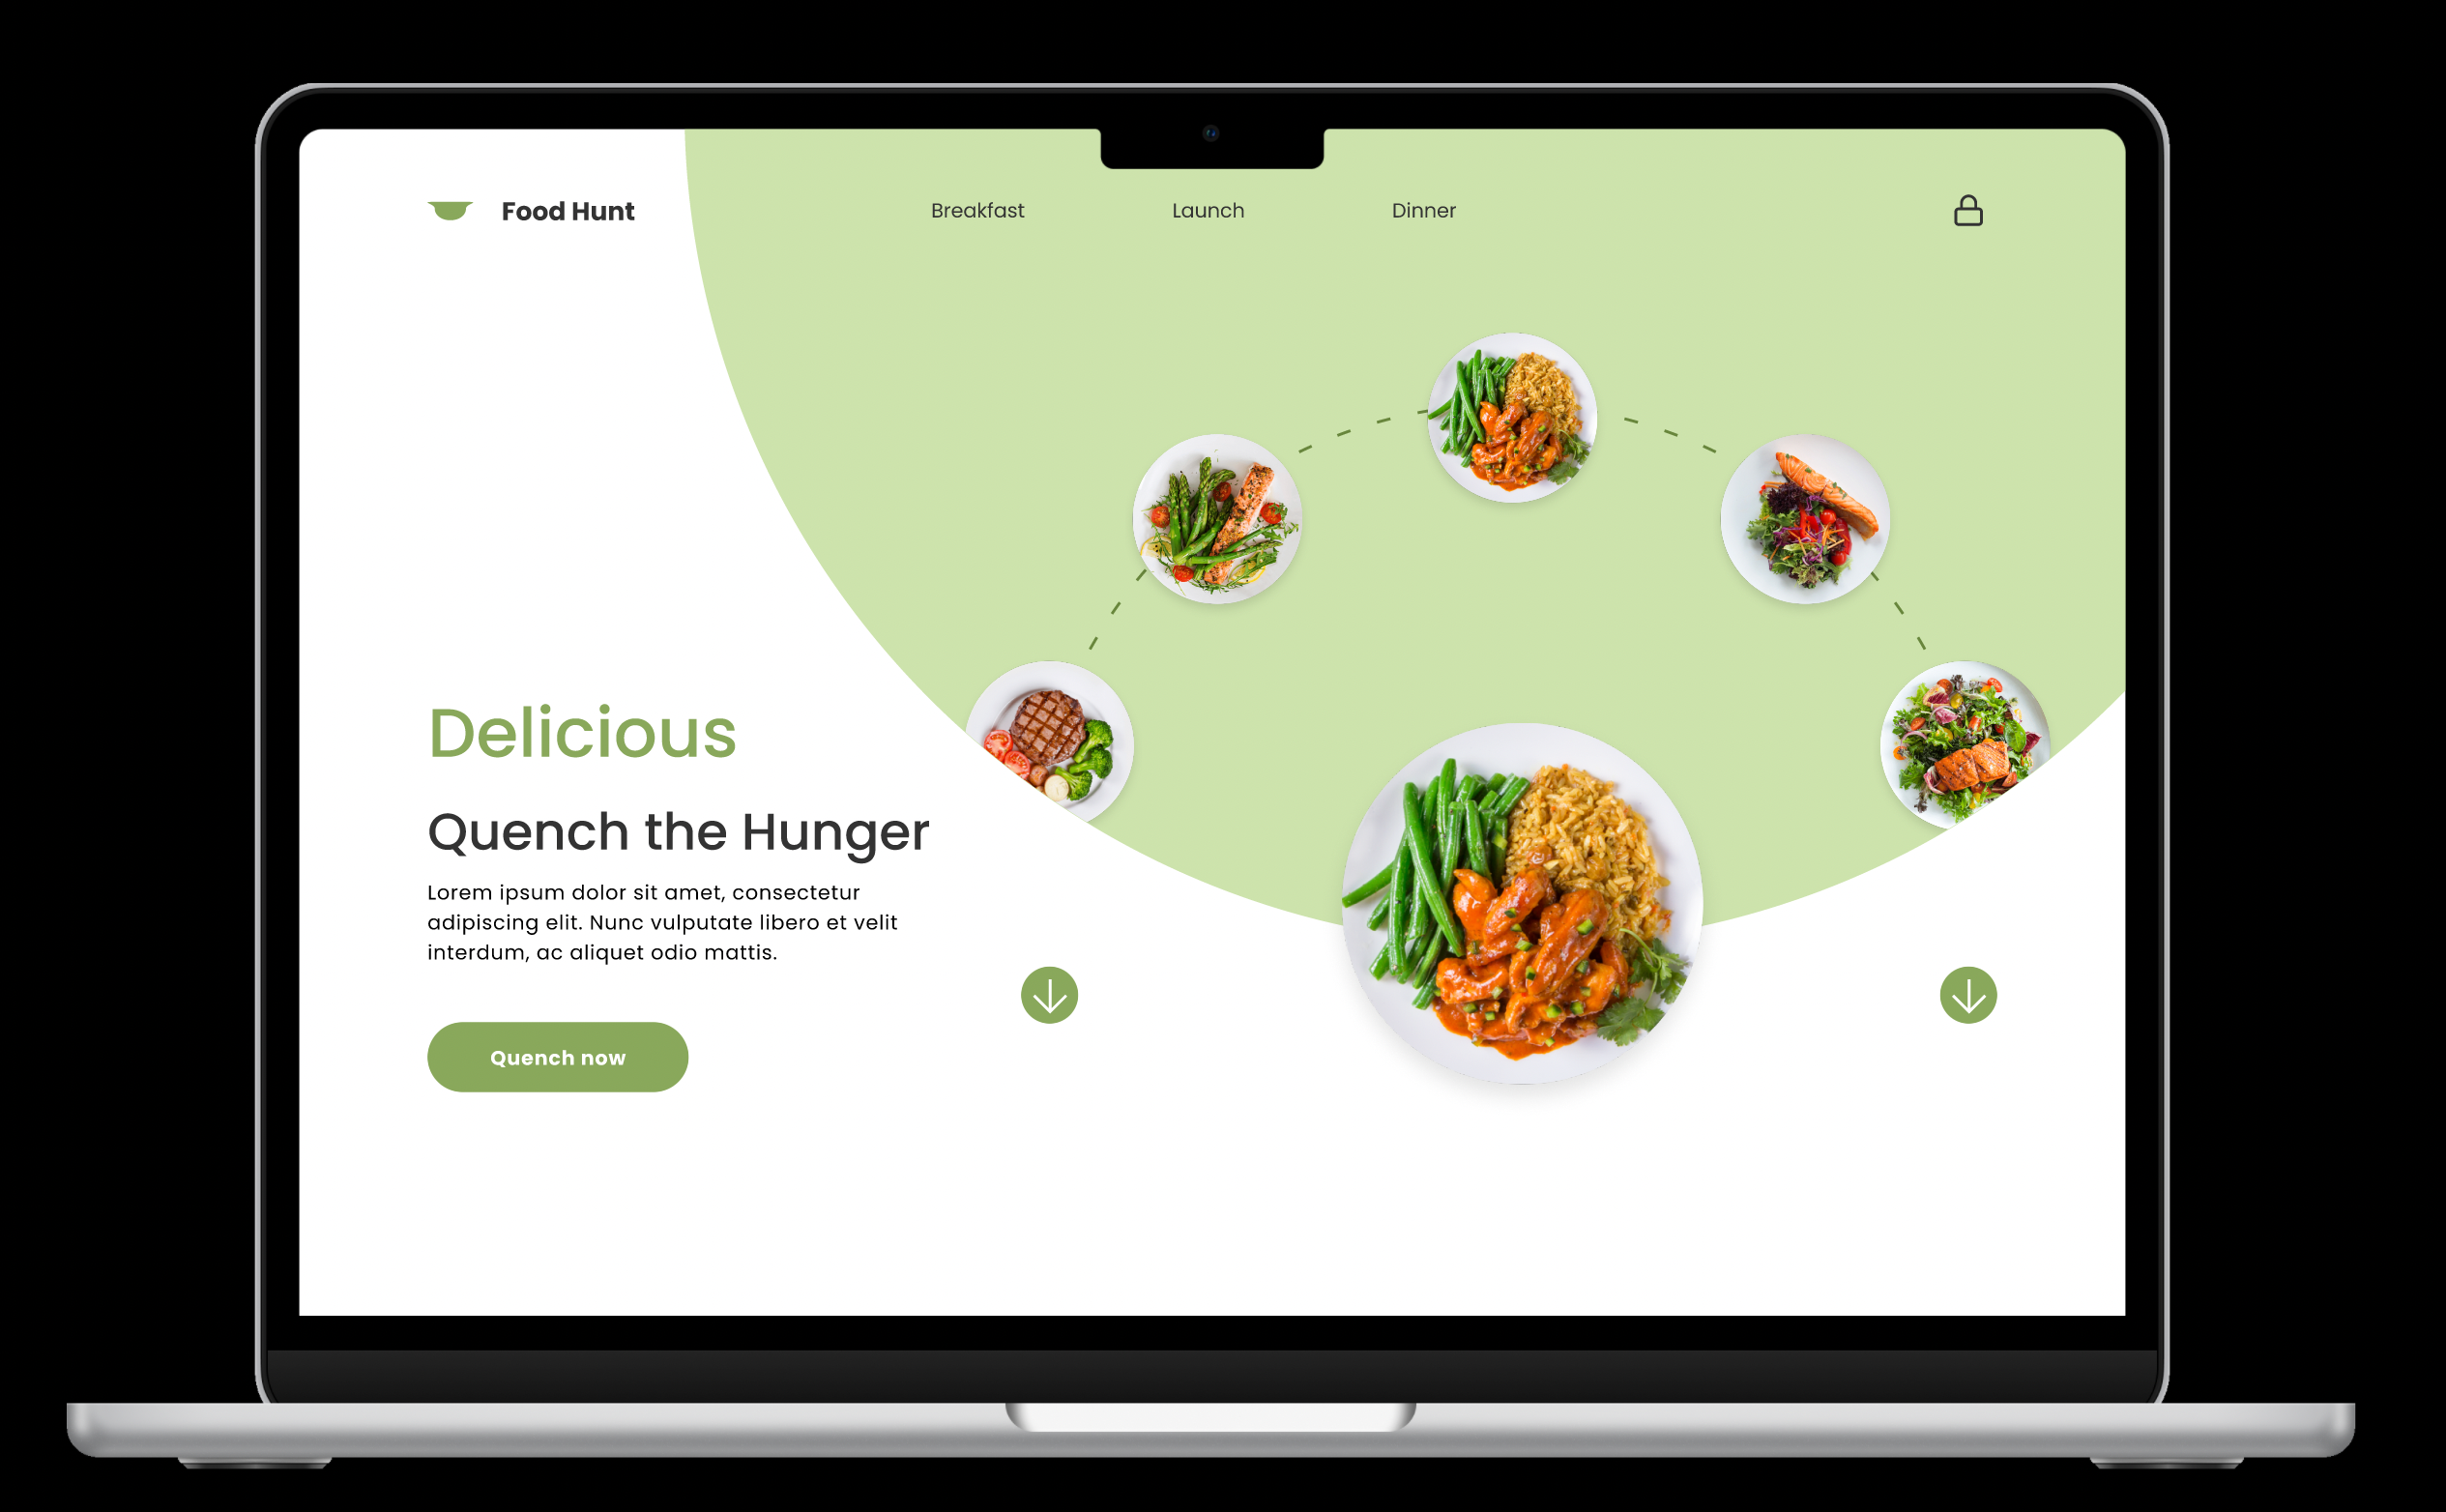 Food Hunt
Breakfast
Launch
Dinner
Delicious
Quench the Hunger
Lorem ipsum dolor sit amet, consectetur
adipiscing elit. Nunc vulputate libero et velit
interdum, ac aliquet odio mattis.
Quench now